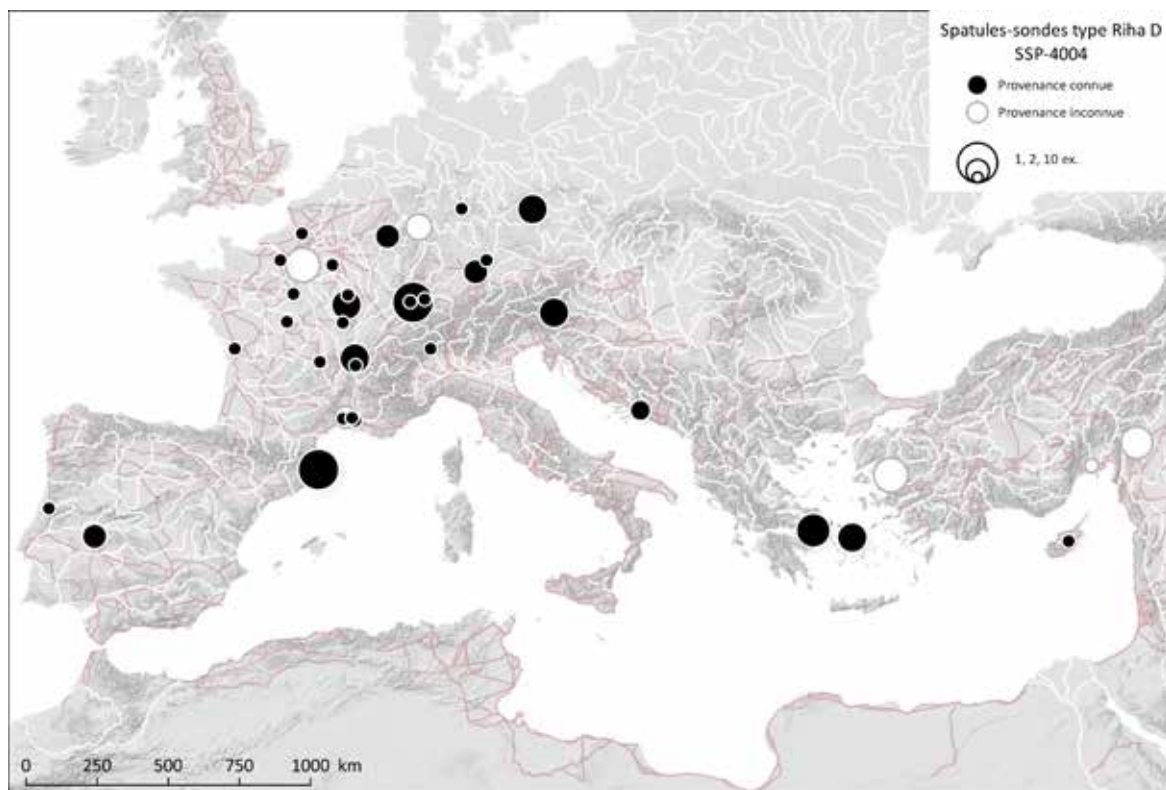 Spatules-sondes type Riha D
SSP-4004
Provenance connue
Provenance inconnue
1, 2, 10 ex.
0 250 500 750 1000 km